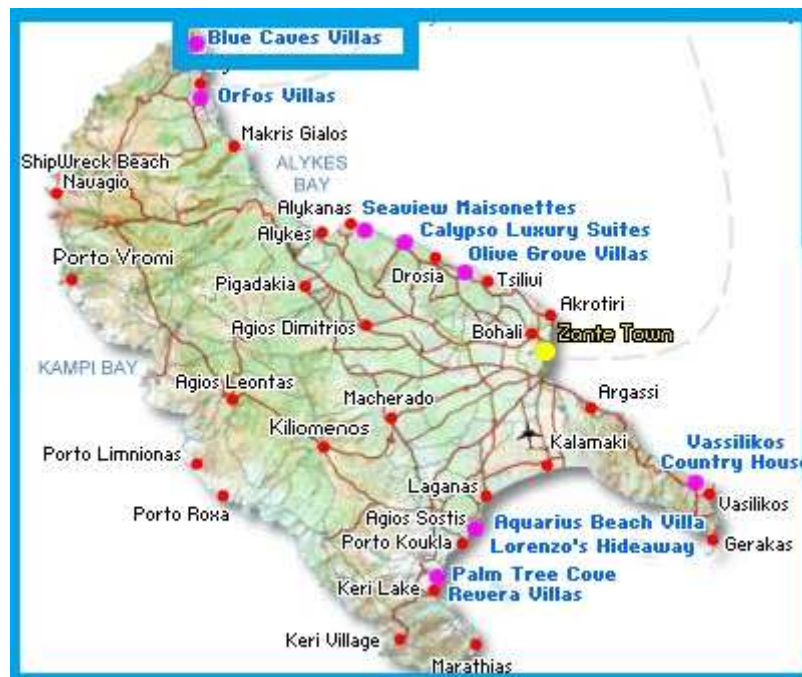 Blue Caves Villas
Orfos Villas
Makris Gialos
ShipWreck Beach
Navagio
ALYKES
BAY
Alykanas
Seaview Maisonettes
Alykes
Calypso Luxury Suites
Olive Grove Villas
Porto Vromi
Drosia
Tsilivi
Pigadakia
Akrotiri
Agios Dimitrios
Bohali
Zante Town
KAMPI BAY
Agios Leontas
Macherado
Argassi
Kiliomenos
Kalamaki
Vassilikos
Country House
Porto Limnionas
Laganas
Vasilikos
Porto Roxa
Agios Sostis
Aquarius Beach Villa
Porto Koukla
Lorenzo's Hideaway
Gerakas
Palm Tree Cove
Keri Lake
Revera Villas
Keri Village
Marathias